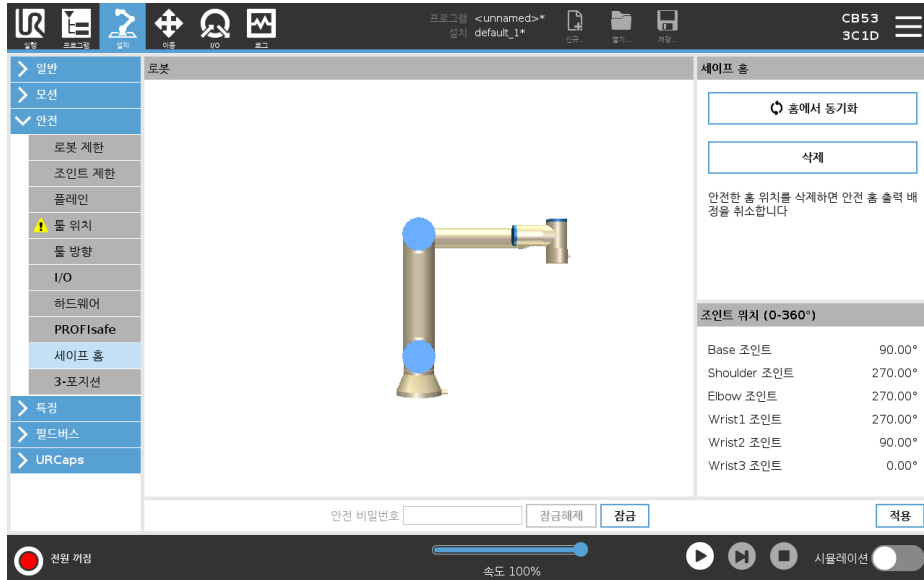 UR
프로그램 <unnamed>*
설치 default_1*
CB53
3C1D
실행
프로그램
설치
이동
I/O
로그
신규...
열기...
저장...
일반
모션
안전
로봇 제한
조인트 제한
플레인
툴 위치
툴 방향
I/O
하드웨어
PROFIsafe
세이프 홈
3-포지션
특징
필드버스
URCaps
로봇
세이프 홈
홈에서 동기화
삭제
안전한 홈 위치를 삭제하면 안전 홈 출력 배
정을 취소합니다
조인트 위치 (0-360°)
Base 조인트 90.00°
Shoulder 조인트 270.00°
Elbow 조인트 270.00°
Wrist1 조인트 270.00°
Wrist2 조인트 90.00°
Wrist3 조인트 0.00°
안전 비밀번호
잠금해제
잠금
적용
전원 꺼짐
속도 100%
시뮬레이션